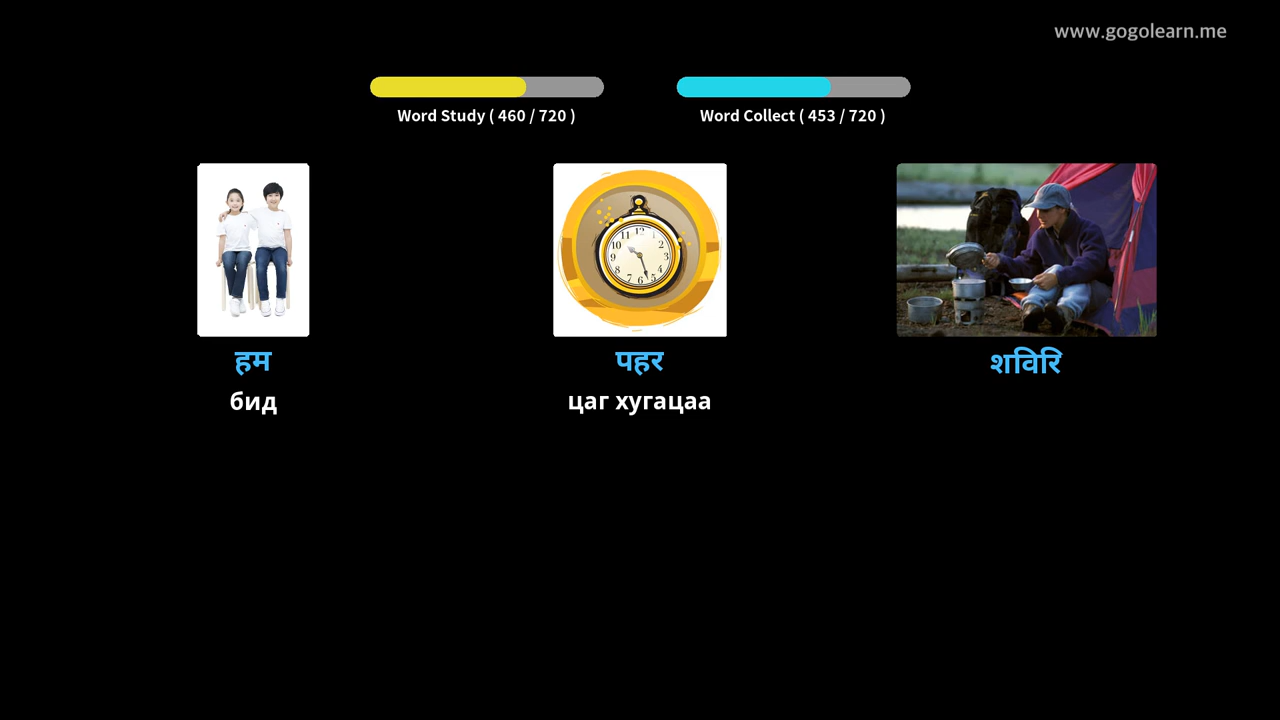 www.gogolearn.me
Word Study ( 460 / 720 )
Word Collect ( 453 / 720 )
हम
पहर
शविरि
бид
цаг хугацаа